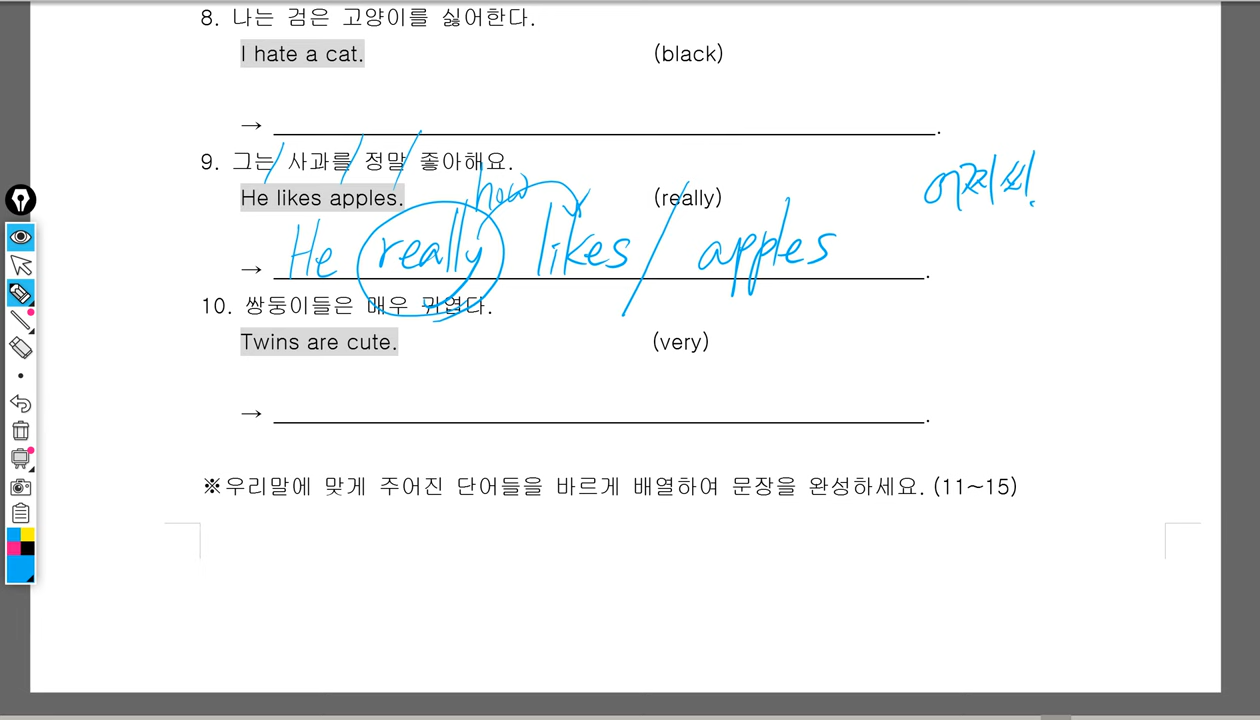 8. 나는 검은 고양이를 싫어한다.
I hate a cat. (black)
→ .
9. 그는 사과를 정말 좋아해요.
He likes apples. (really)
how
→ He really likes / apples .
10. 쌍둥이들은 매우 귀엽다.
Twins are cute. (very)
→ .
※우리말에 맞게 주어진 단어들을 바르게 배열하여 문장을 완성하세요. (11~15)